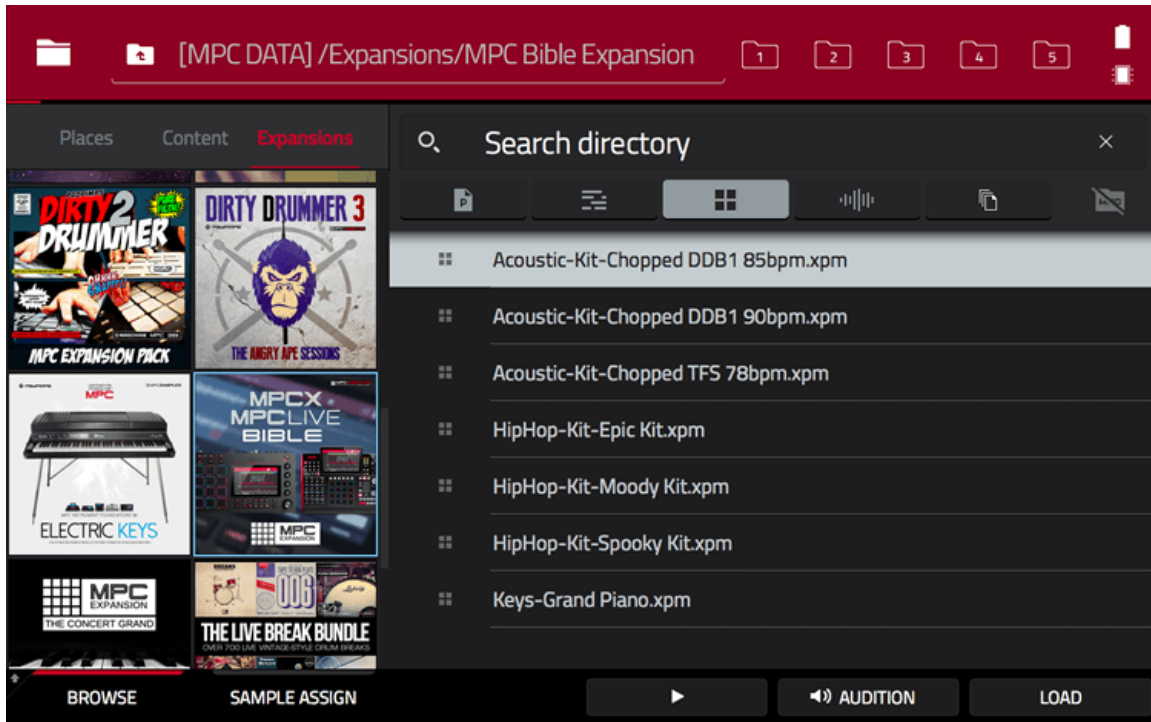 [MPC DATA] /Expansions/MPC Bible Expansion
1
2
3
4
5
Places
Content
Expansions
Search directory
P
DIRTY 2
DRUMMER
MPC EXPANSION PACK
DIRTY DRUMMER 3
THE ANGRY APE SESSIONS
MPC
ELECTRIC KEYS
MPCX
MPCLIVE
BIBLE
MPC
EXPANSION
MPC
EXPANSION
THE CONCERT GRAND
006
THE LIVE BREAK BUNDLE
OVER 700 LIVE VINTAGE-STYLE DRUM BREAKS
Acoustic-Kit-Chopped DDB1 85bpm.xpm
Acoustic-Kit-Chopped DDB1 90bpm.xpm
Acoustic-Kit-Chopped TFS 78bpm.xpm
HipHop-Kit-Epic Kit.xpm
HipHop-Kit-Moody Kit.xpm
HipHop-Kit-Spooky Kit.xpm
Keys-Grand Piano.xpm
BROWSE
SAMPLE ASSIGN
AUDITION
LOAD